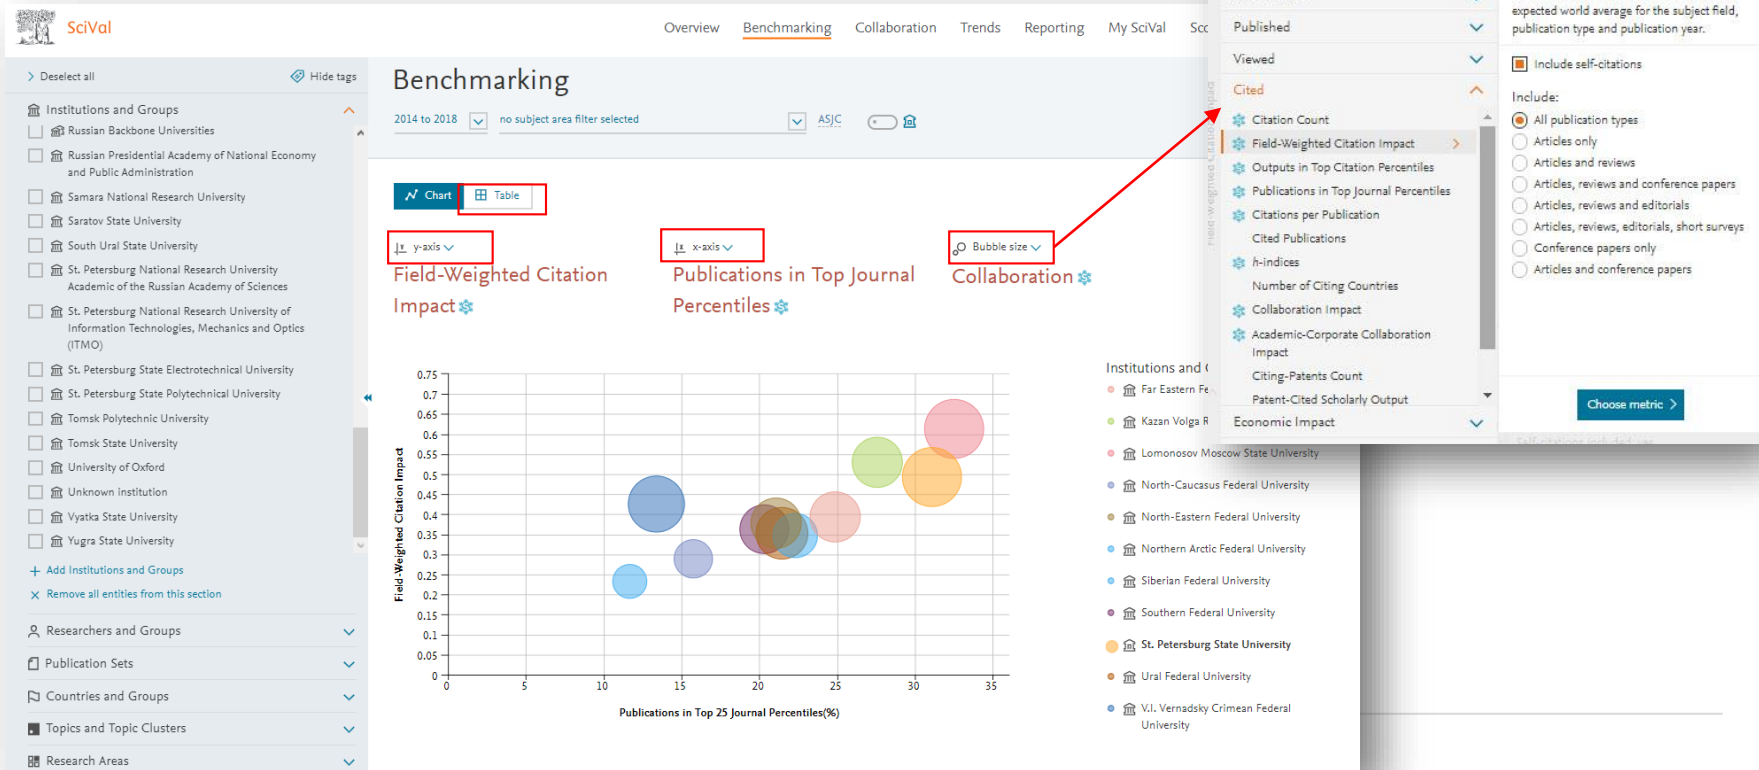 SciVal
Overview
Benchmarking
Collaboration
Trends
Reporting
My SciVal
Deselect all
Hide tags
Institutions and Groups
Russian Backbone Universities
Russian Presidential Academy of National Economy
and Public Administration
Samara National Research University
Saratov State University
South Ural State University
St. Petersburg National Research University
Academic of the Russian Academy of Sciences
St. Petersburg National Research University of
Information Technologies, Mechanics and Optics
(ITMO)
St. Petersburg State Electrotechnical University
St. Petersburg State Polytechnical University
Tomsk Polytechnic University
Tomsk State University
University of Oxford
Unknown institution
Vyatka State University
Yugra State University
+ Add Institutions and Groups
x Remove all entities from this section
Researchers and Groups
Publication Sets
Countries and Groups
Topics and Topic Clusters
Research Areas
Benchmarking
2014 to 2018
no subject area filter selected
ASJC
Chart
Table
y-axis
x-axis
Bubble size
Field-Weighted Citation
Impact
Publications in Top Journal
Percentiles
Collaboration
0.75
0.7
0.65
0.6
0.55
0.5
0.45
0.4
0.35
0.3
0.25
0.2
0.15
0.1
0.05
0
0
5
10
15
20
25
30
35
Field-Weighted Citation Impact
Publications in Top 25 Journal Percentiles(%)
Institutions and
Far Eastern
Kazan Volga
Lomonosov Moscow State University
North-Caucasus Federal University
North-Eastern Federal University
Northern Arctic Federal University
Siberian Federal University
Southern Federal University
St. Petersburg State University
Ural Federal University
V.I. Vernadsky Crimean Federal
University
Published
Viewed
Cited
Citation Count
Field-Weighted Citation Impact
Outputs in Top Citation Percentiles
Publications in Top Journal Percentiles
Citations per Publication
Cited Publications
h-indices
Number of Citing Countries
Collaboration Impact
Academic-Corporate Collaboration
Impact
Citing-Patents Count
Patent-Cited Scholarly Output
Economic Impact
expected world average for the subject field,
publication type and publication year.
Include self-citations
Include:
All publication types
Articles only
Articles and reviews
Articles, reviews and conference papers
Articles, reviews and editorials
Articles, reviews, editorials, short surveys
Conference papers only
Articles and conference papers
Choose metric >